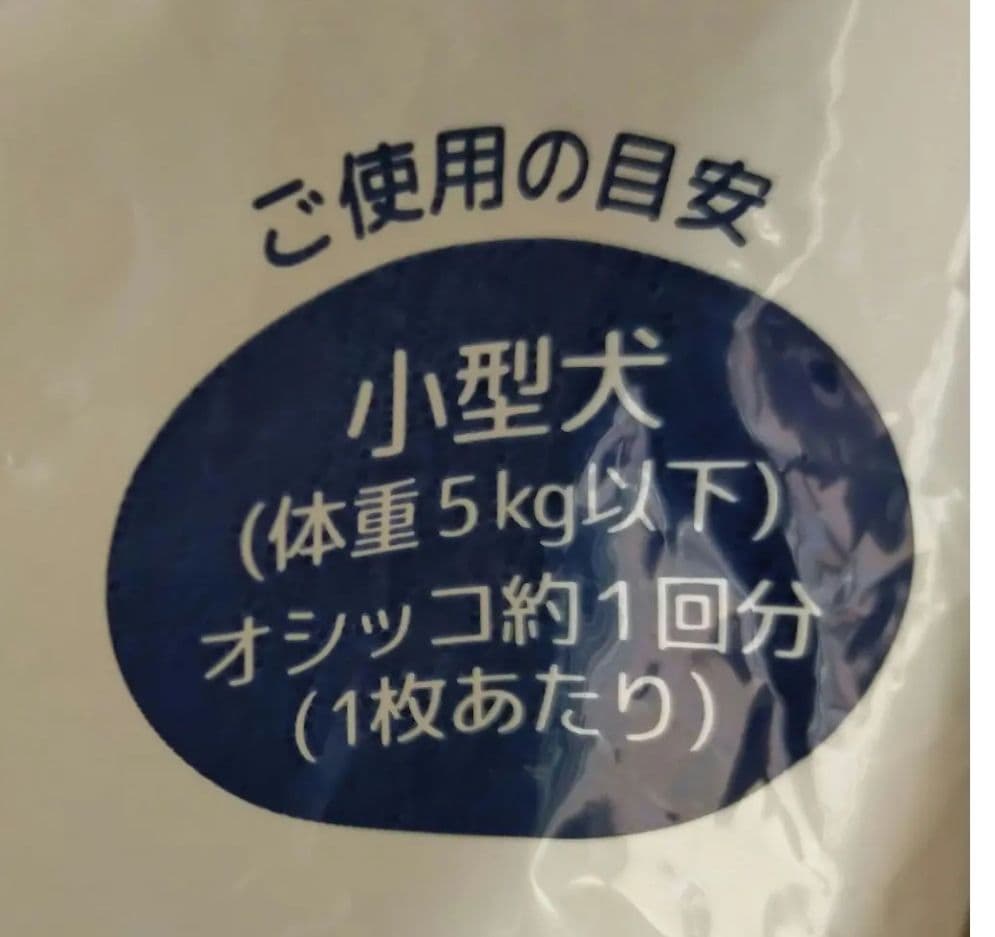 ご使用の目安
小型犬
(体重5kg以下)
オシッコ約1回分
(1枚あたり)